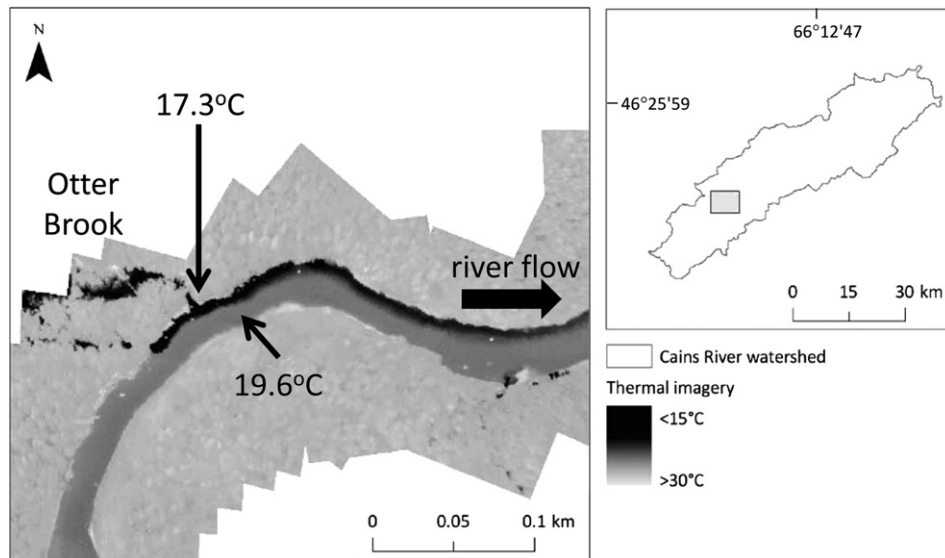 N
17.3°C
Otter
Brook
river flow
19.6°C
0 0.05 0.1 km
66°12'47
46°25'59
0 15 30 km
Cains River watershed
Thermal imagery
<15°C
>30°C